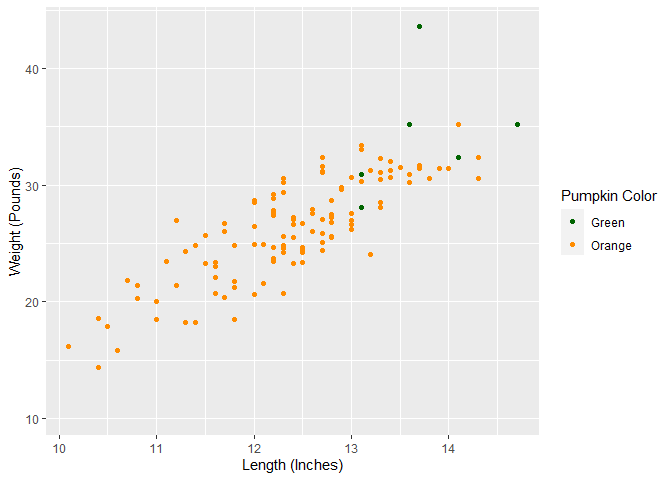 40
30
20
10
10 11 12 13 14
Length (Inches)
Weight (Pounds)
Pumpkin Color
Green
Orange